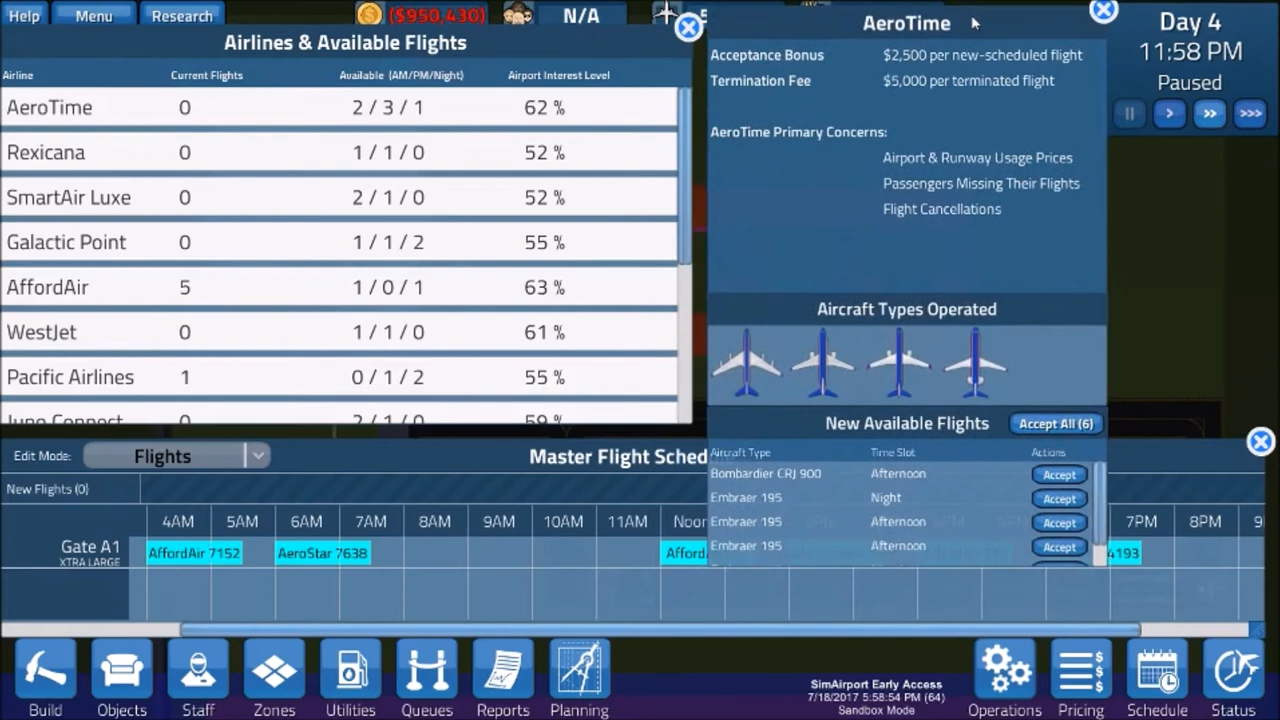 Help Menu Research ($950,430) N/A
Airlines & Available Flights
Airline Current Flights Available (AM/PM/Night) Airport Interest Level
AeroTime 0 2 / 3 / 1 62 %
Rexicana 0 1 / 1 / 0 52 %
SmartAir Luxe 0 2 / 1 / 0 52 %
Galactic Point 0 1 / 1 / 2 55 %
AffordAir 5 1 / 0 / 1 63 %
WestJet 0 1 / 1 / 0 61 %
Pacific Airlines 1 0 / 1 / 2 55 %
Juno Connect 0 2 / 1 / 0 59 %
AeroTime
Acceptance Bonus $2,500 per new-scheduled flight
Termination Fee $5,000 per terminated flight
AeroTime Primary Concerns:
Airport & Runway Usage Prices
Passengers Missing Their Flights
Flight Cancellations
Aircraft Types Operated
New Available Flights Accept All (6)
Aircraft Type Time Slot Actions
Bombardier CRJ 900 Afternoon Accept
Embraer 195 Night Accept
Embraer 195 Afternoon Accept
Embraer 195 Afternoon Accept
Day 4
11:58 PM
Paused
Edit Mode: Flights Master Flight Sched
New Flights (0)
4AM 5AM 6AM 7AM 8AM 9AM 10AM 11AM Noon 7PM 8PM 9
Gate A1 AffordAir 7152 AeroStar 7638 Afford 4193
XTRA LARGE
Build Objects Staff Zones Utilities Queues Reports Planning
SimAirport Early Access
7/18/2017 5:58:54 PM (64)
Sandbox Mode
Operations Pricing Schedule Status